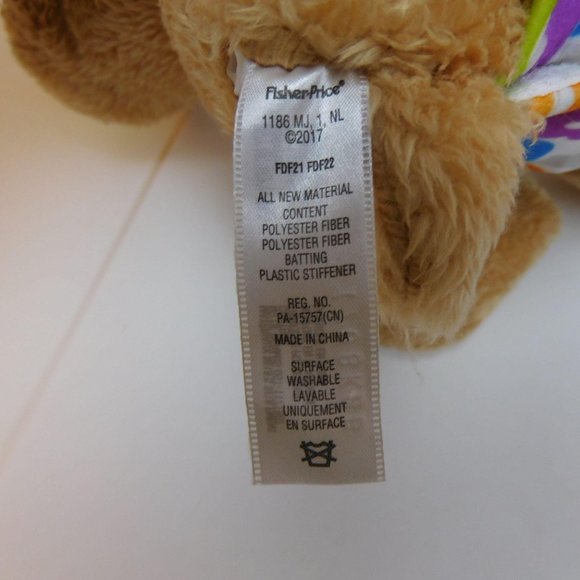 Fisher-Price®
1186 MJ, 1, NL
©2017
FDF21 FDF22
ALL NEW MATERIAL
CONTENT
POLYESTER FIBER
POLYESTER FIBER
BATTING
PLASTIC STIFFENER
REG. NO.
PA-15757(CN)
MADE IN CHINA
SURFACE
WASHABLE
LAVABLE
UNIQUEMENT
EN SURFACE